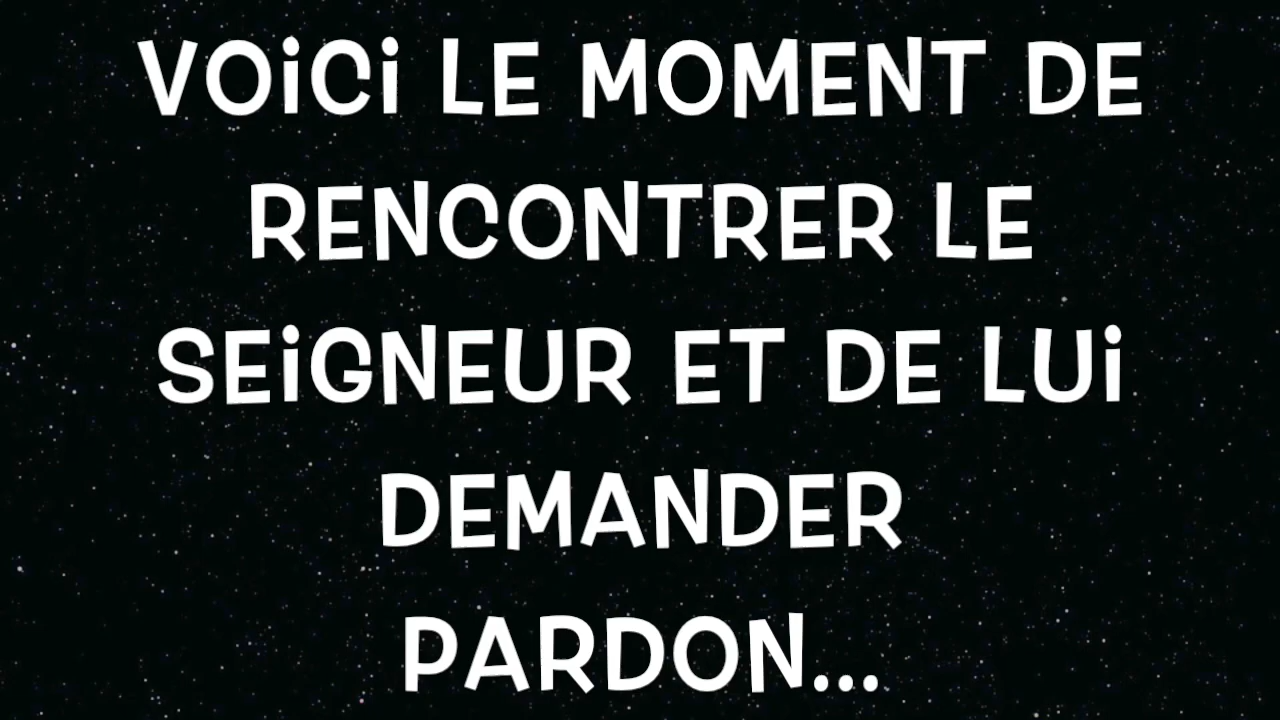 VOiCi LE MOMENT DE
RENCONTRER LE
SEiGNEUR ET DE LUi
DEMANDER
PARDON...